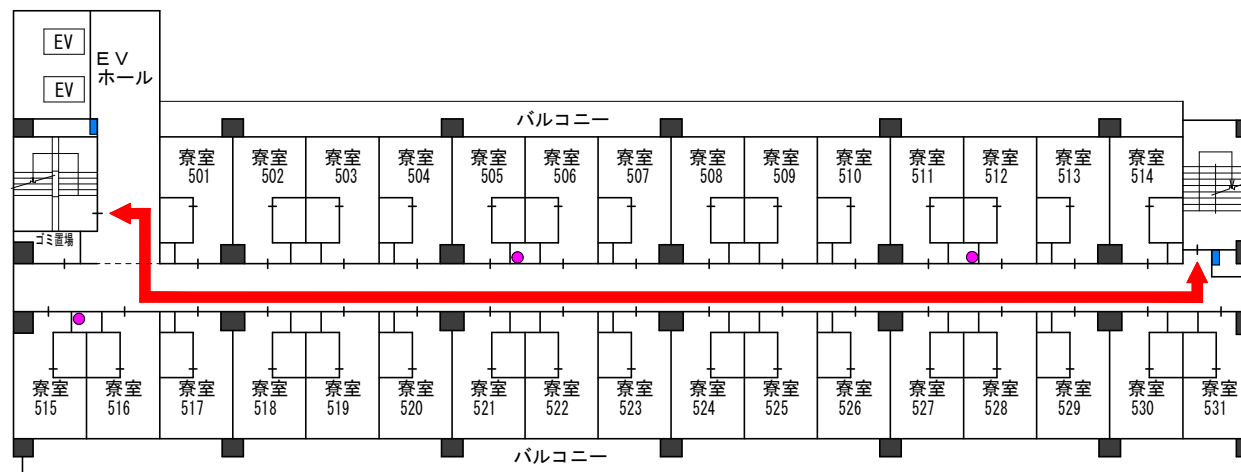 EV
EV
EV
ホール
バルコニー
寮室
501
寮室
502
寮室
503
寮室
504
寮室
505
寮室
506
寮室
507
寮室
508
寮室
509
寮室
510
寮室
511
寮室
512
寮室
513
寮室
514
ゴミ置場
寮室
515
寮室
516
寮室
517
寮室
518
寮室
519
寮室
520
寮室
521
寮室
522
寮室
523
寮室
524
寮室
525
寮室
526
寮室
527
寮室
528
寮室
529
寮室
530
寮室
531
バルコニー